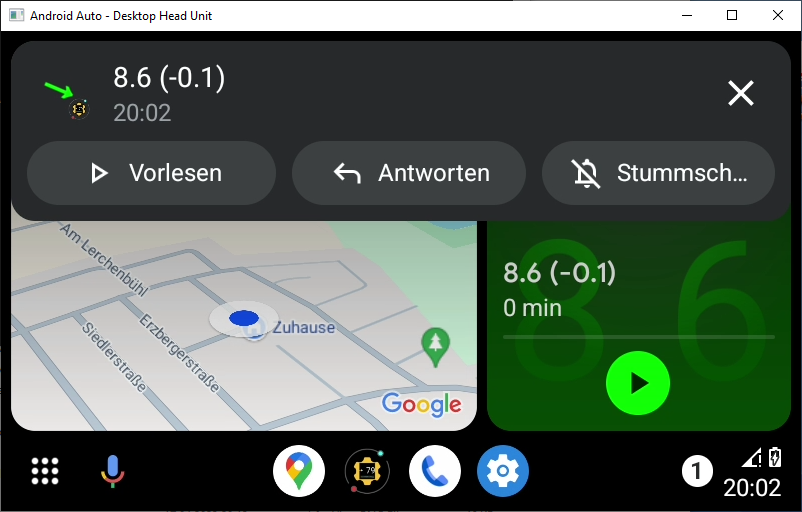 Android Auto - Desktop Head Unit
8.6 (-0.1)
20:02
Vorlesen
Antworten
Stummsch...
Am Lerchenbühl
Siedlerstraße
Erzbergerstraße
Zuhause
Google
8 6
8.6 (-0.1)
0 min
- 79
1
20:02